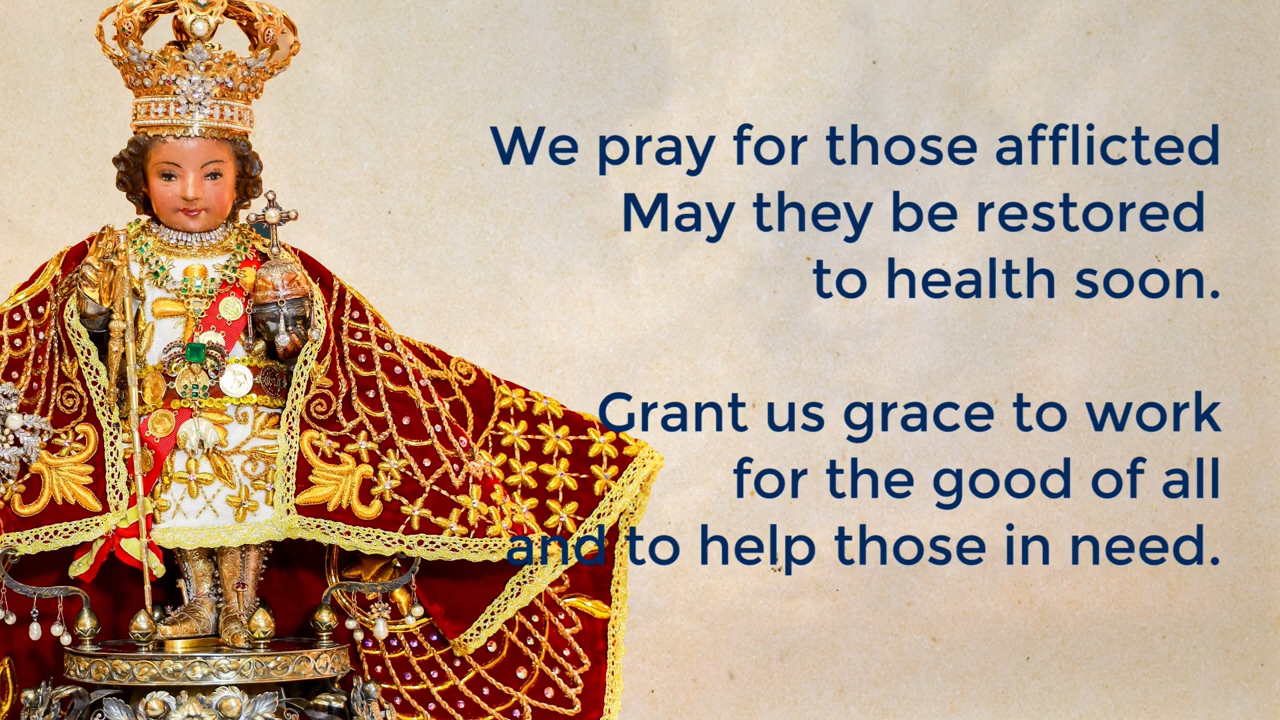 We pray for those afflicted
May they be restored
to health soon.
Grant us grace to work
for the good of all
and to help those in need.